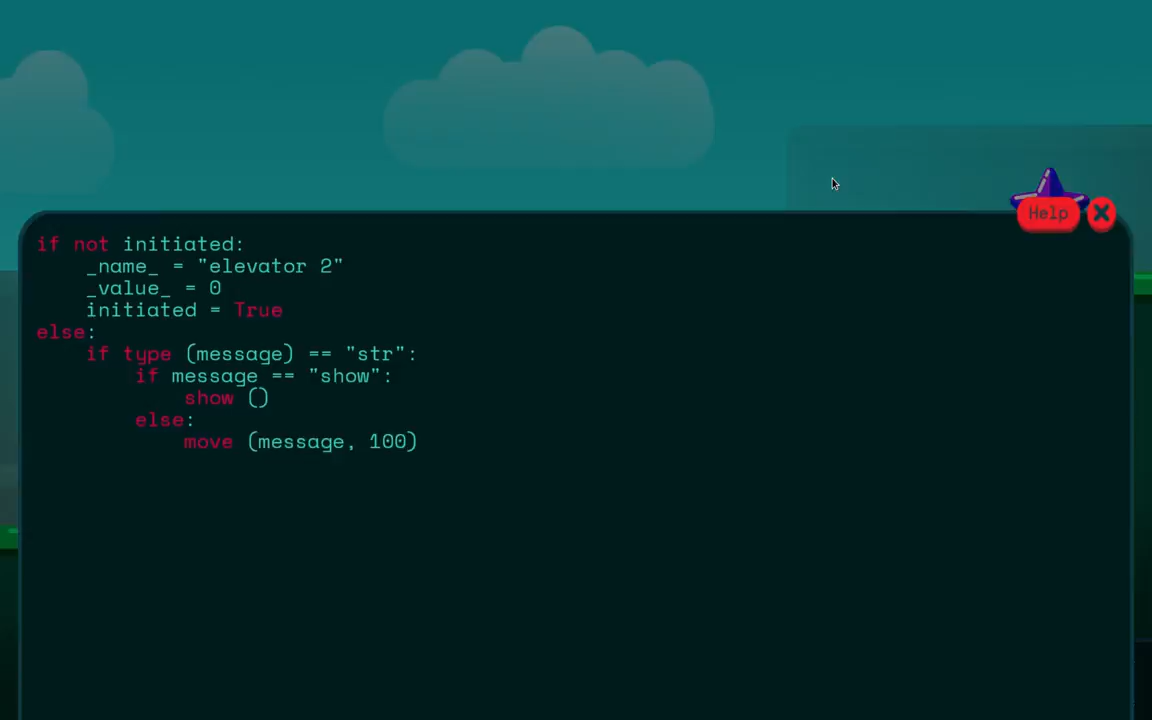 Help
if not initiated:
    _name_ = "elevator 2"
    _value_ = 0
    initiated = True
else:
    if type (message) == "str":
        if message == "show":
            show ()
        else:
            move (message, 100)